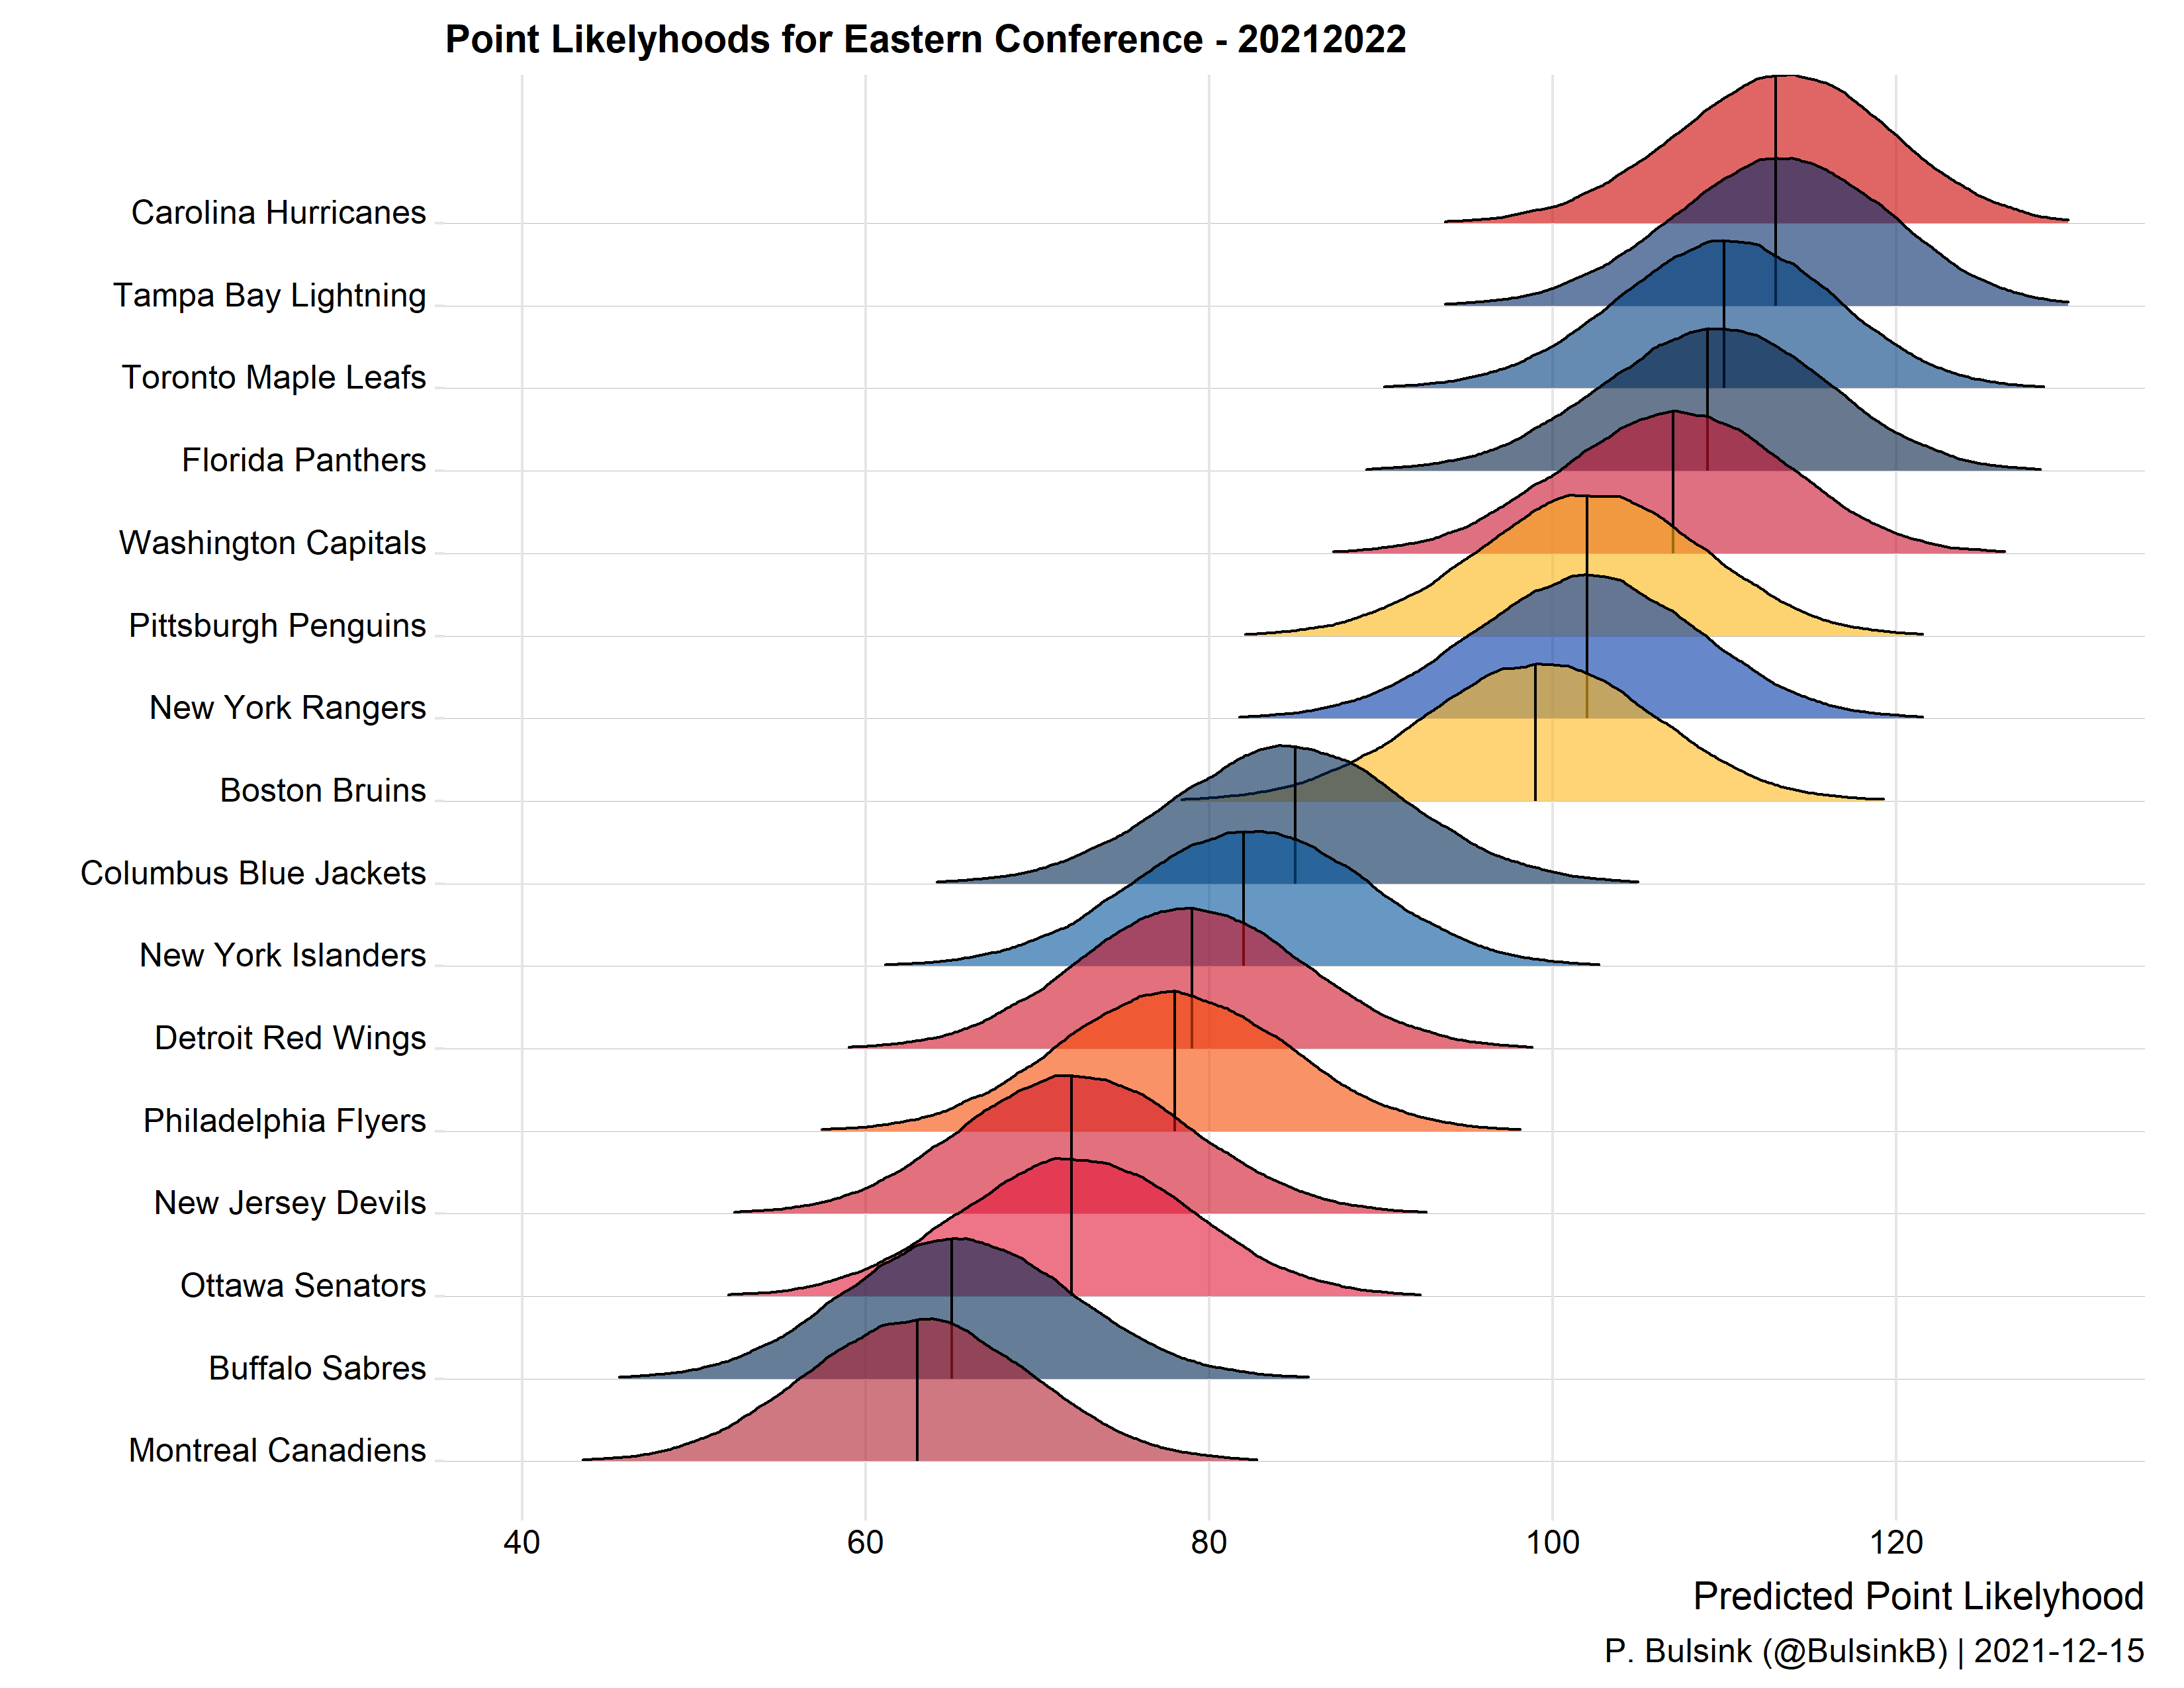 Point Likelyhoods for Eastern Conference - 20212022
Carolina Hurricanes
Tampa Bay Lightning
Toronto Maple Leafs
Florida Panthers
Washington Capitals
Pittsburgh Penguins
New York Rangers
Boston Bruins
Columbus Blue Jackets
New York Islanders
Detroit Red Wings
Philadelphia Flyers
New Jersey Devils
Ottawa Senators
Buffalo Sabres
Montreal Canadiens
40 60 80 100 120
Predicted Point Likelyhood
P. Bulsink (@BulsinkB) | 2021-12-15